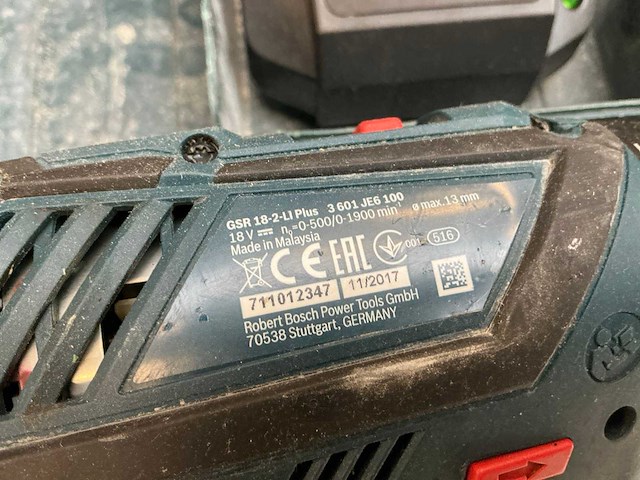 GSR 18-2-LI Plus 3 601 JE6 100
18 V ⎓ n₀=0-500/0-1900 min⁻¹ ø max. 13 mm
Made in Malaysia
CE EAC 001 516
711012347 11/2017
Robert Bosch Power Tools GmbH
70538 Stuttgart, GERMANY